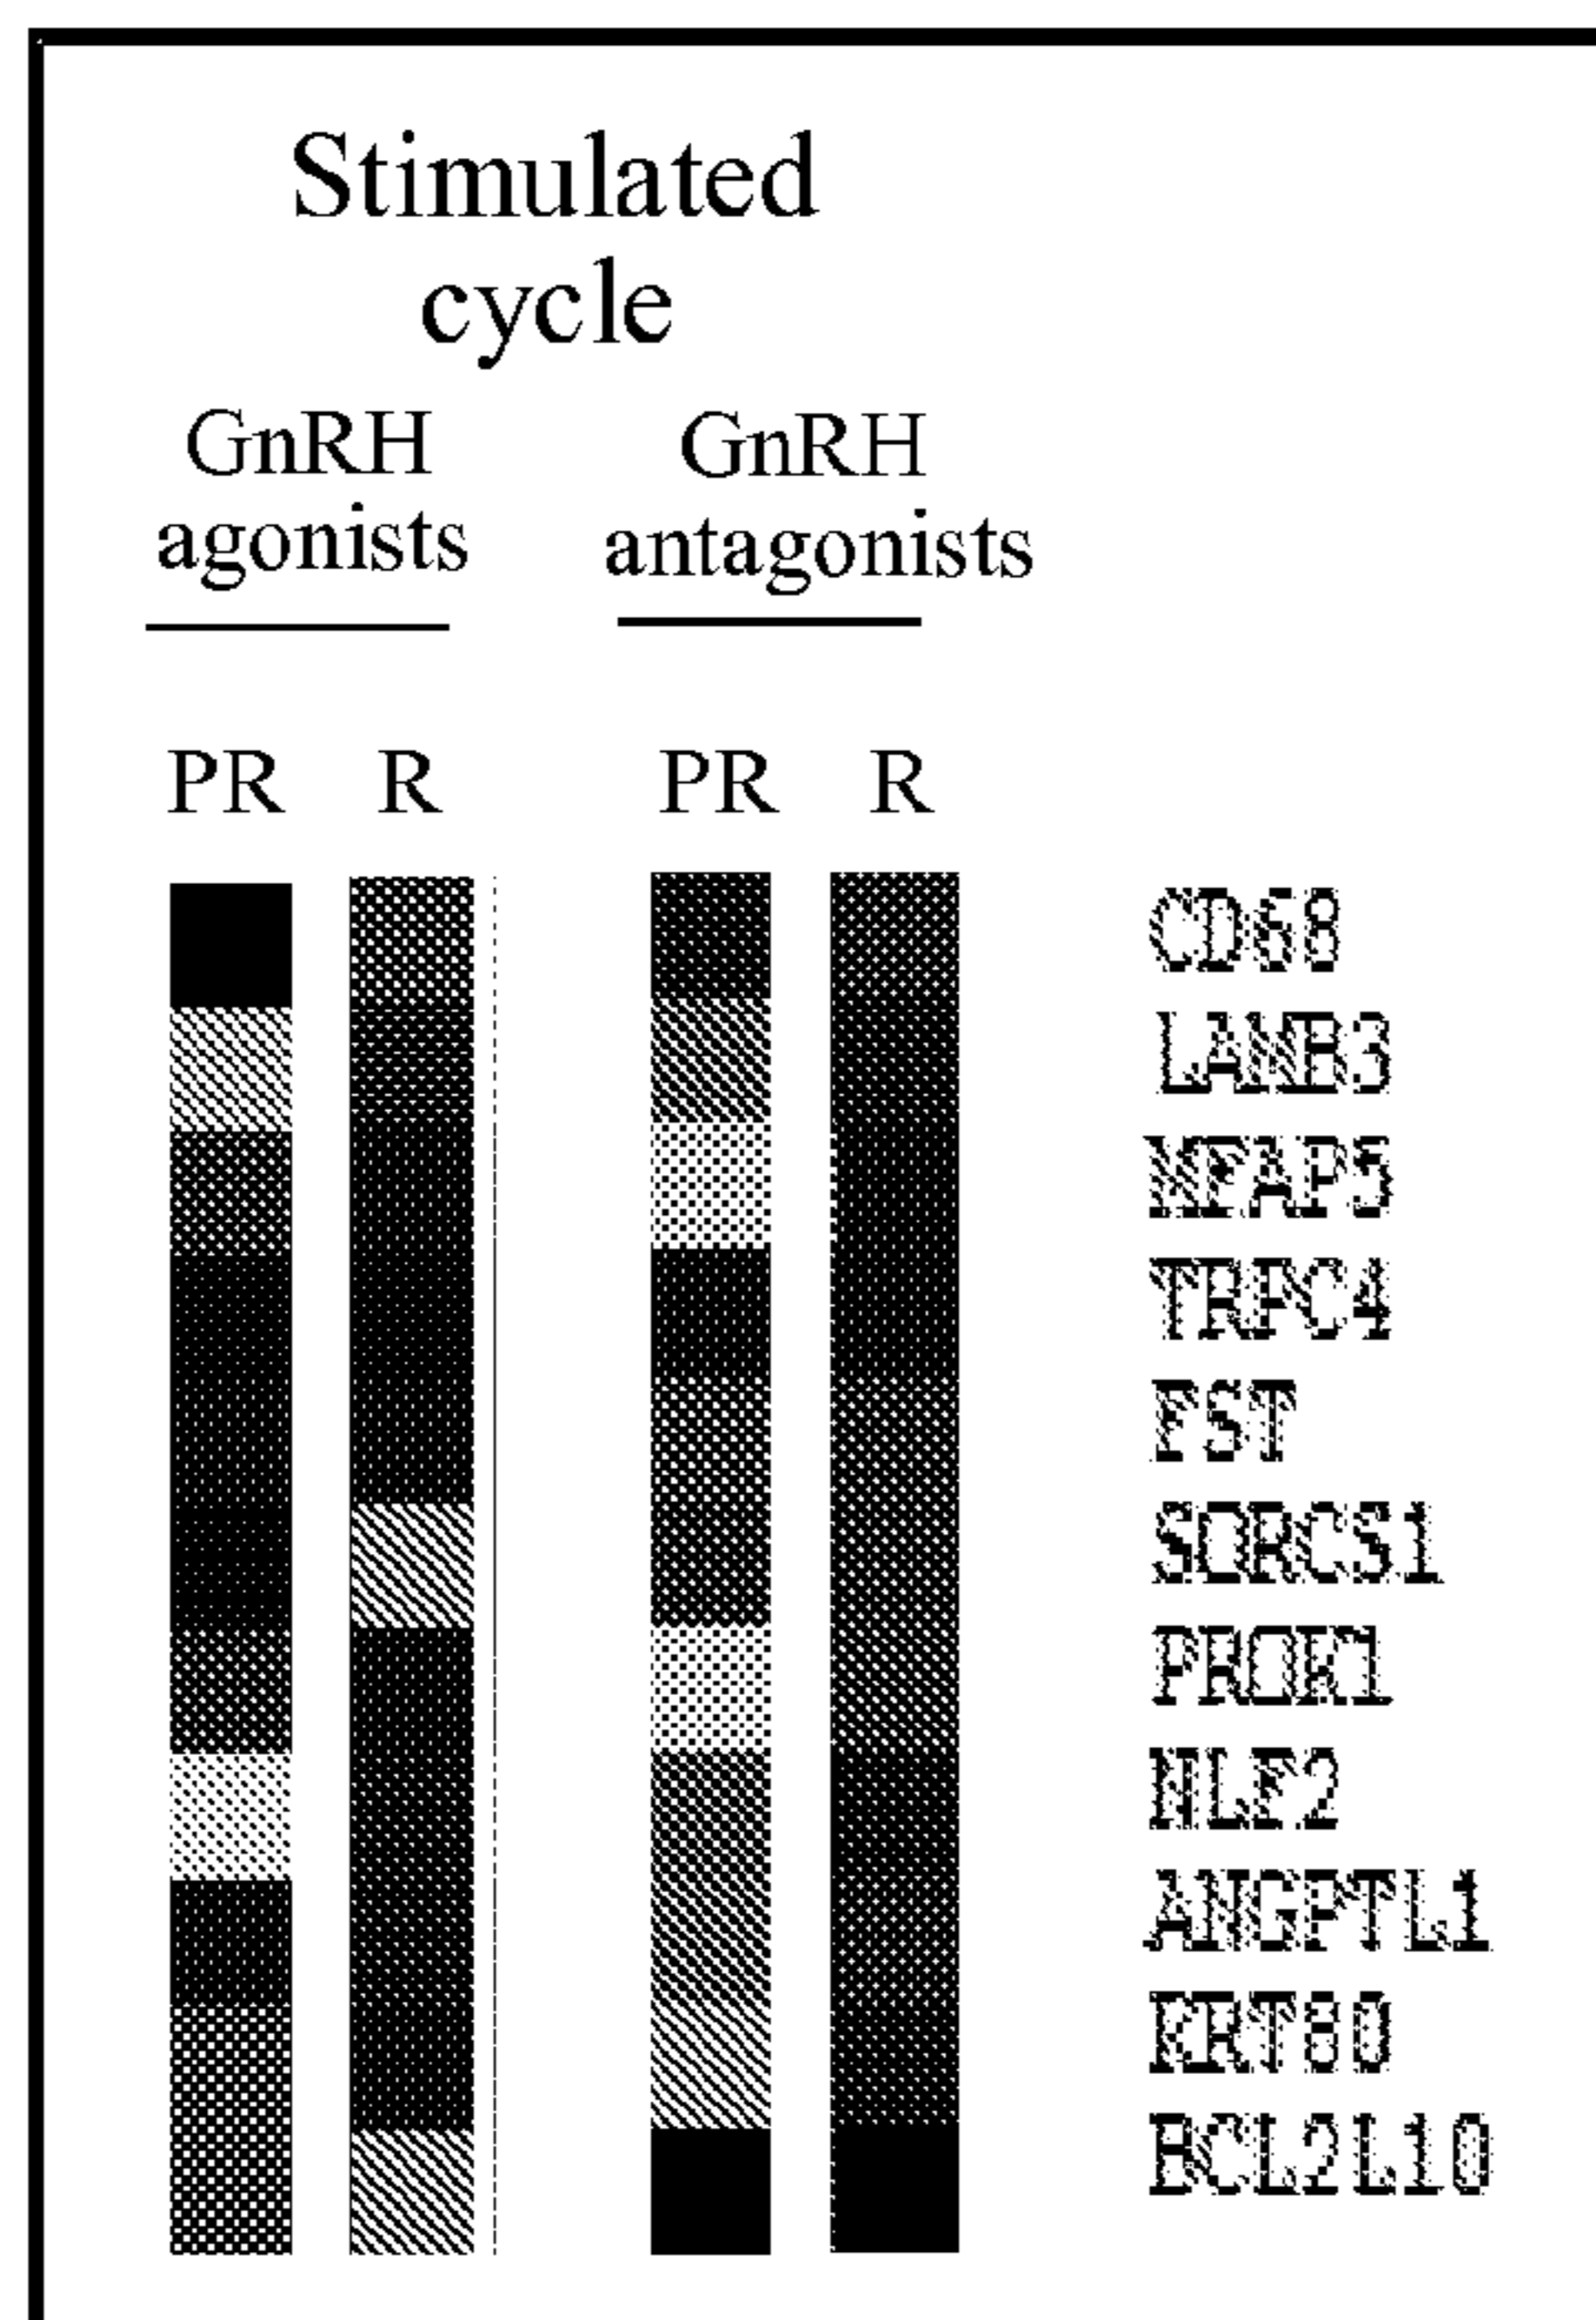 Stimulated
cycle
GnRH GnRH
agonists antagonists
PR R PR R
CD68
LAMB3
MFAP5
TRPC4
FST
SORCS1
PROK1
NLF2
ANGPTL1
KRT80
BCL2L10